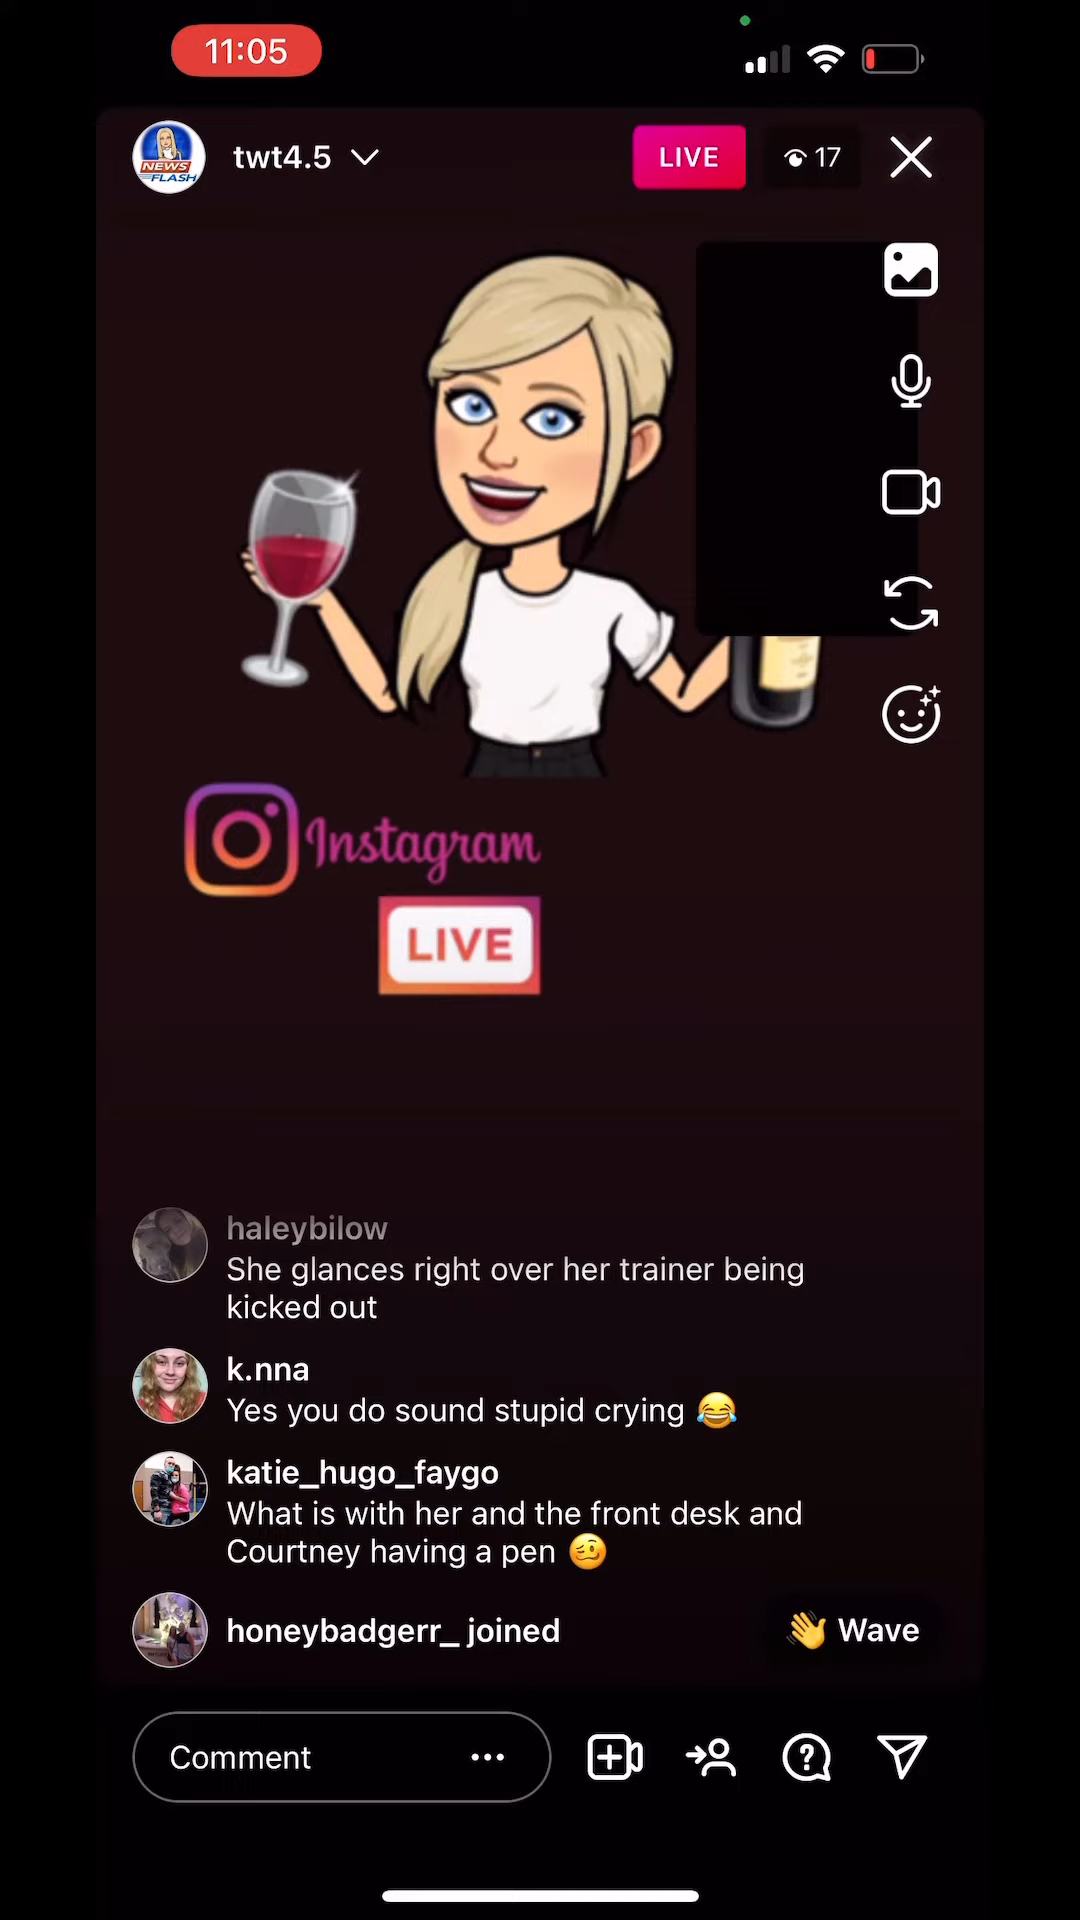 11:05
NEWS
FLASH
twt4.5
LIVE
17
Instagram
LIVE
haleybilow
She glances right over her trainer being
kicked out
k.nna
Yes you do sound stupid crying 😂
katie_hugo_faygo
What is with her and the front desk and
Courtney having a pen 🥴
honeybadgerr_ joined
👋 Wave
Comment